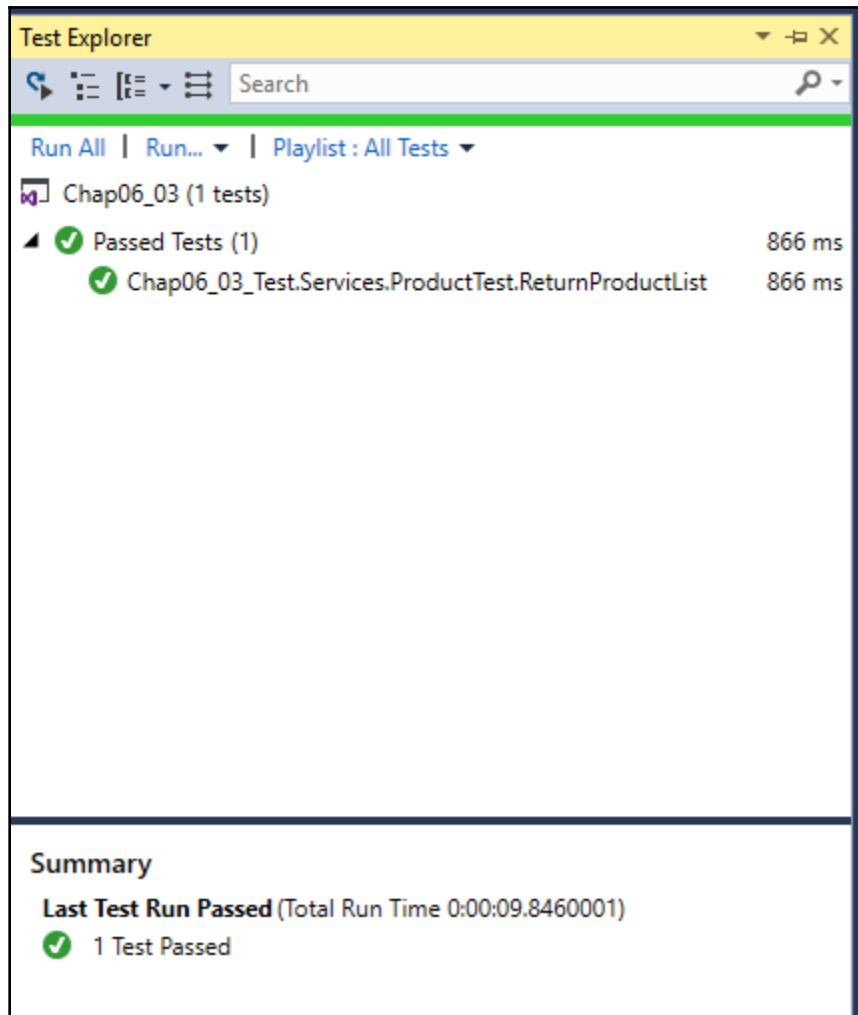 Test Explorer
Search
Run All | Run... | Playlist : All Tests
Chap06_03 (1 tests)
Passed Tests (1) 866 ms
Chap06_03_Test.Services.ProductTest.ReturnProductList 866 ms
Summary
Last Test Run Passed (Total Run Time 0:00:09.8460001)
1 Test Passed